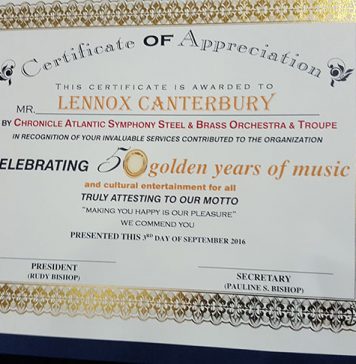 Certificate OF Appreciation
THIS CERTIFICATE IS AWARDED TO
MR. LENNOX CANTERBURY
BY CHRONICLE ATLANTIC SYMPHONY STEEL & BRASS ORCHESTRA & TROUPE
IN RECOGNITION OF YOUR INVALUABLE SERVICES CONTRIBUTED TO THE ORGANIZATION
ELEBRATING 50 golden years of music
and cultural entertainment for all
TRULY ATTESTING TO OUR MOTTO
"MAKING YOU HAPPY IS OUR PLEASURE"
WE COMMEND YOU
PRESENTED THIS 3RD DAY OF SEPTEMBER 2016
PRESIDENT
(RUDY BISHOP)
SECRETARY
(PAULINE S. BISHOP)